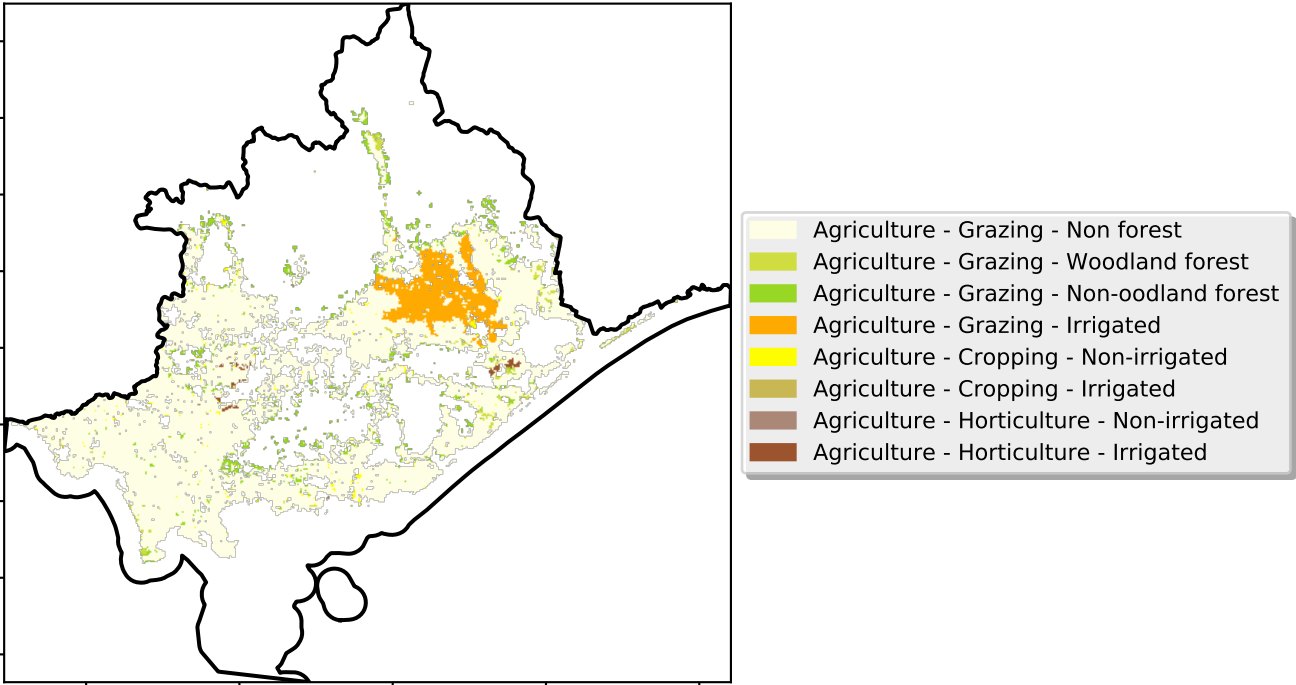 Agriculture - Grazing - Non forest
Agriculture - Grazing - Woodland forest
Agriculture - Grazing - Non-oodland forest
Agriculture - Grazing - Irrigated
Agriculture - Cropping - Non-irrigated
Agriculture - Cropping - Irrigated
Agriculture - Horticulture - Non-irrigated
Agriculture - Horticulture - Irrigated